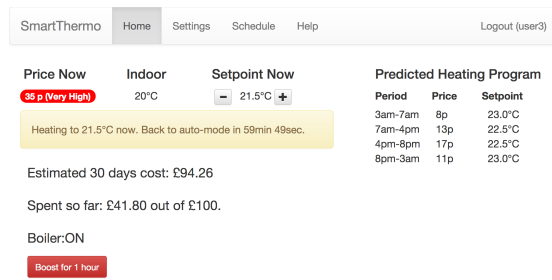 SmartThermo Home Settings Schedule Help Logout (user3)
Price Now Indoor Setpoint Now
35 p (Very High) 20°C − 21.5°C +
Heating to 21.5°C now. Back to auto-mode in 59min 49sec.
Estimated 30 days cost: £94.26
Spent so far: £41.80 out of £100.
Boiler:ON
Boost for 1 hour
Predicted Heating Program
Period Price Setpoint
3am-7am 8p 23.0°C
7am-4pm 13p 22.5°C
4pm-8pm 17p 22.5°C
8pm-3am 11p 23.0°C